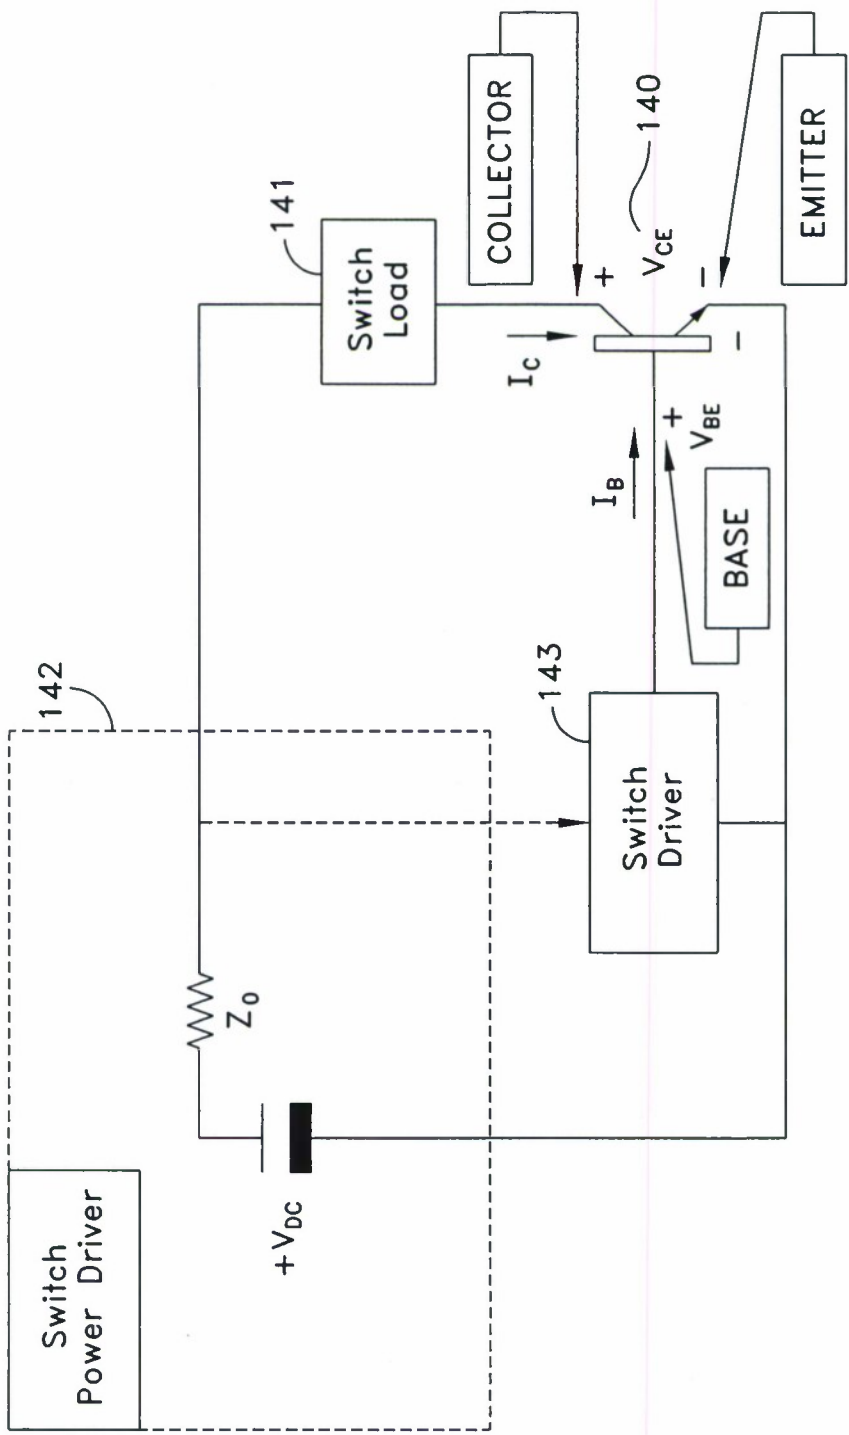 Switch
Power Driver
142
+VDC
Z0
141
Switch
Load
COLLECTOR
IC
+
VCE
140
-
-
EMITTER
IB
+
VBE
BASE
143
Switch
Driver